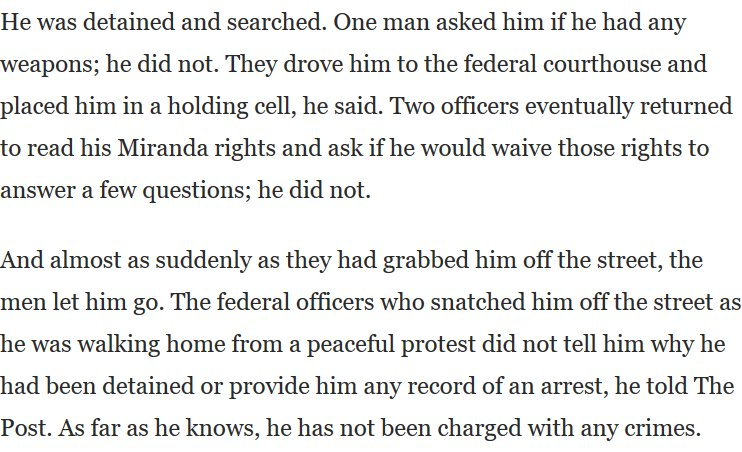 He was detained and searched. One man asked him if he had any
weapons; he did not. They drove him to the federal courthouse and
placed him in a holding cell, he said. Two officers eventually returned
to read his Miranda rights and ask if he would waive those rights to
answer a few questions; he did not.
And almost as suddenly as they had grabbed him off the street, the
men let him go. The federal officers who snatched him off the street as
he was walking home from a peaceful protest did not tell him why he
had been detained or provide him any record of an arrest, he told The
Post. As far as he knows, he has not been charged with any crimes.